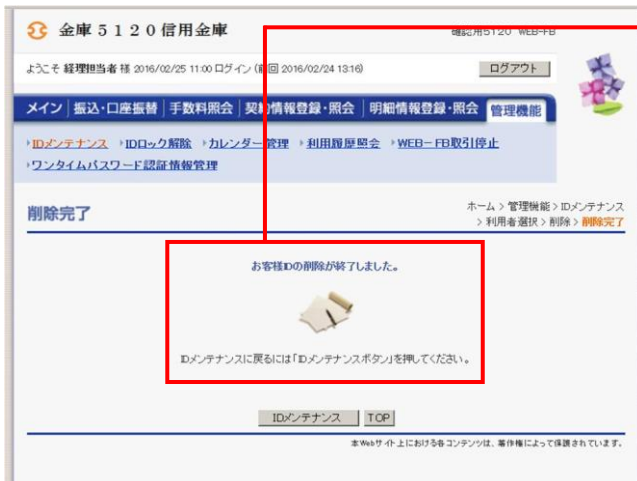 金庫５１２０信用金庫
確認用5120 WEB-FB
ようこそ 経理担当者 様 2016/02/25 11:00 ログイン (前回 2016/02/24 13:16)
ログアウト
メイン 振込・口座振替 手数料照会 契約情報登録・照会 明細情報登録・照会 管理機能
IDメンテナンス IDロック解除 カレンダー管理 利用履歴照会 WEB-FB取引停止
ワンタイムパスワード認証情報管理
削除完了
ホーム > 管理機能 > IDメンテナンス
> 利用者選択 > 削除 > 削除完了
お客様IDの削除が終了しました。
IDメンテナンスに戻るには「IDメンテナンスボタン」を押してください。
IDメンテナンス TOP
本Webサイト上における各コンテンツは、著作権によって保護されています。